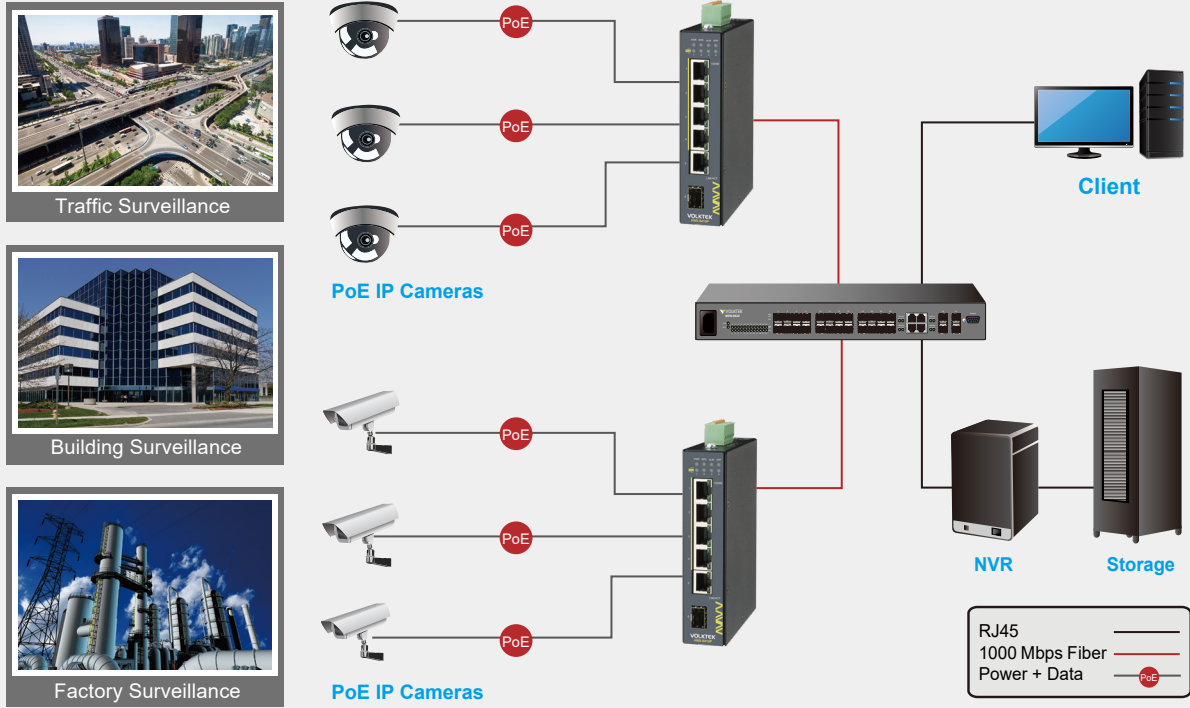 Traffic Surveillance
Building Surveillance
Factory Surveillance
PoE
PoE
PoE
PoE IP Cameras
VOLKTEK
Client
VOLKTEK
PoE
PoE
PoE
PoE IP Cameras
VOLKTEK
NVR
Storage
RJ45
1000 Mbps Fiber
Power + Data
PoE